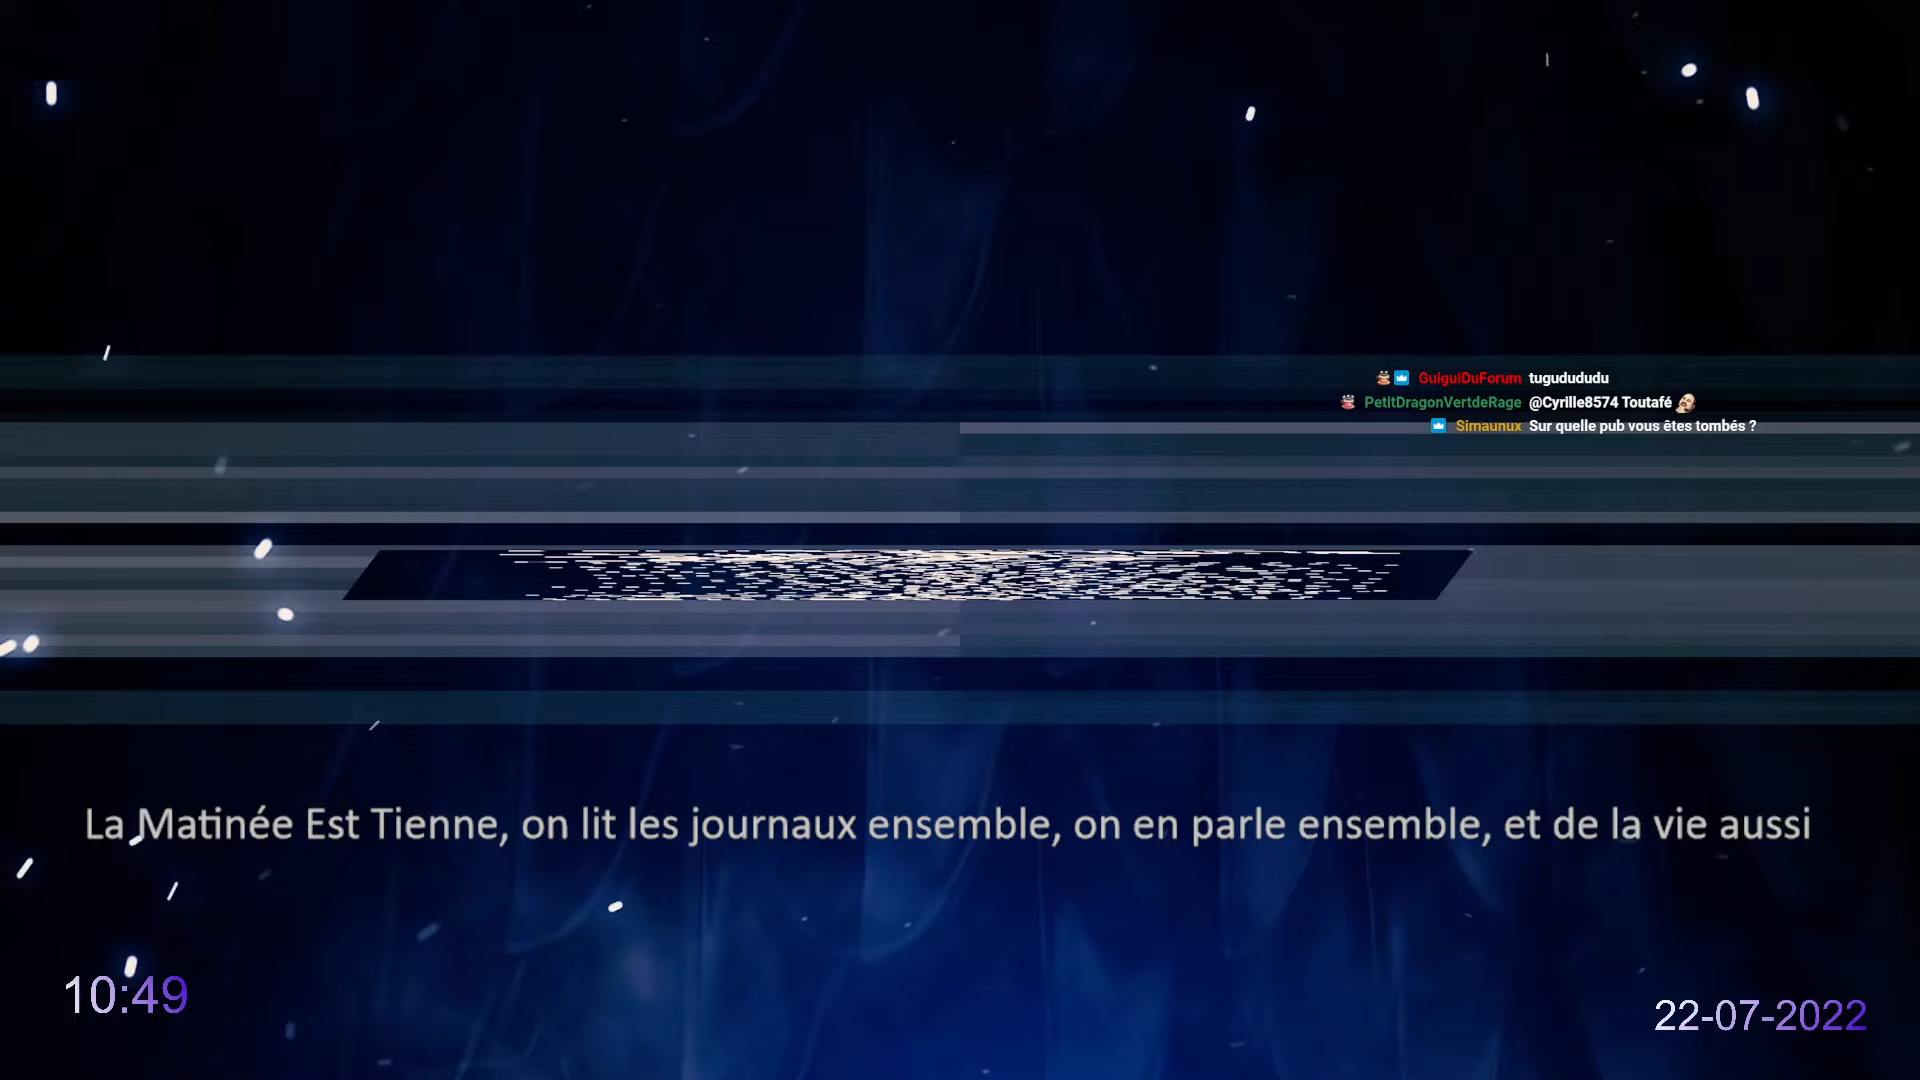 GuiguiDuForum tugudududu
PetitDragonVertdeRage @Cyrille8574 Toutafé
Simaunux Sur quelle pub vous êtes tombés ?
La Matinée Est Tienne, on lit les journaux ensemble, on en parle ensemble, et de la vie aussi
10:49
22-07-2022